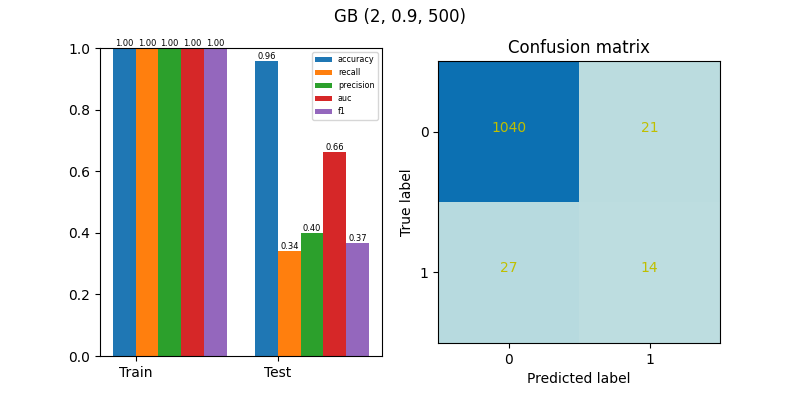 GB (2, 0.9, 500)
1.00 1.00 1.00 1.00 1.00
0.96
0.34
0.40
0.66
0.37
accuracy
recall
precision
auc
f1
1.0
0.8
0.6
0.4
0.2
0.0
Train
Test
Confusion matrix
1040
21
27
14
True label
0
1
0
1
Predicted label